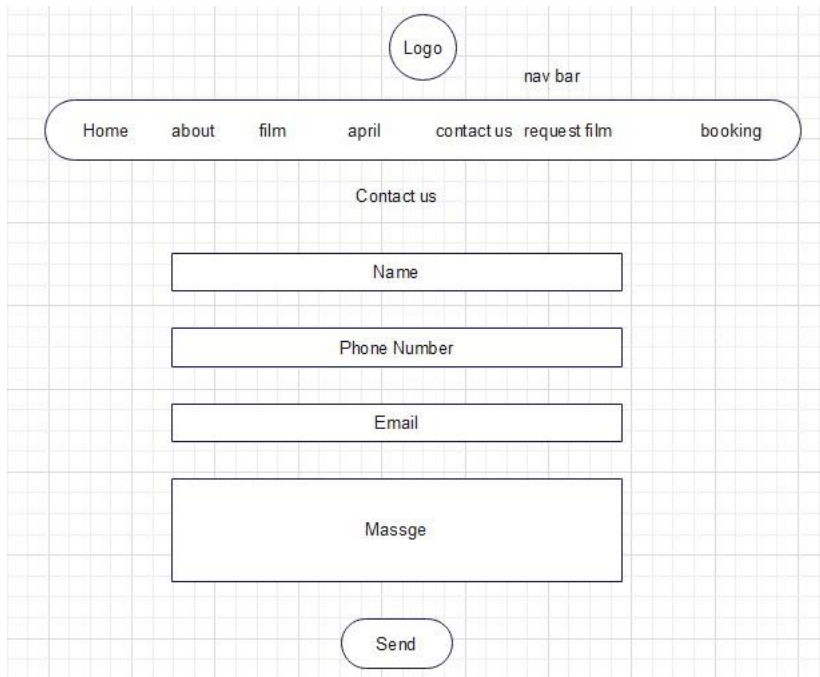 Logo
nav bar
Home about film april contact us request film booking
Contact us
Name
Phone Number
Email
Massge
Send